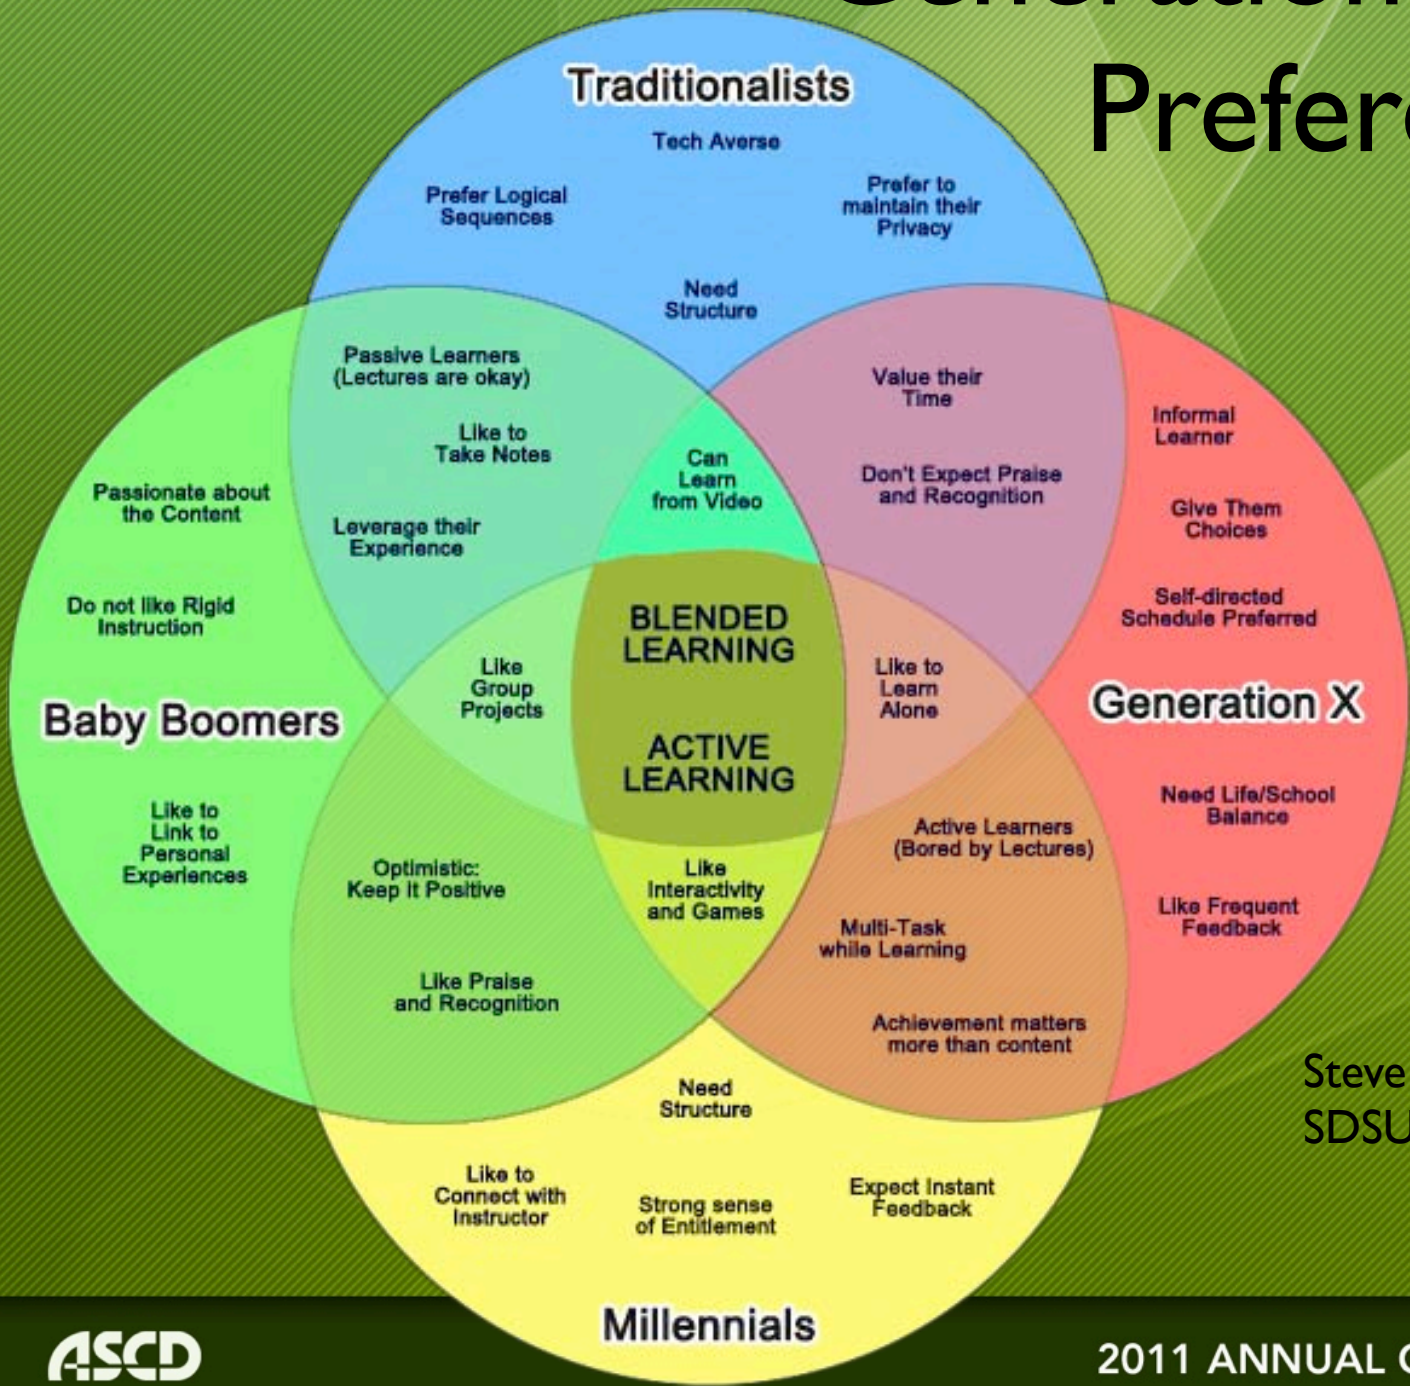 Generation
Prefere
Traditionalists
Tech Averse
Prefer Logical
Sequences
Prefer to
maintain their
Privacy
Need
Structure
Passive Learners
(Lectures are okay)
Like to
Take Notes
Leverage their
Experience
Can
Learn
from Video
Value their
Time
Don't Expect Praise
and Recognition
Informal
Learner
Give Them
Choices
Self-directed
Schedule Preferred
Generation X
Need Life/School
Balance
Like Frequent
Feedback
Passionate about
the Content
Do not like Rigid
Instruction
Baby Boomers
Like to
Link to
Personal
Experiences
Like
Group
Projects
BLENDED
LEARNING
ACTIVE
LEARNING
Like to
Learn
Alone
Optimistic:
Keep It Positive
Like Praise
and Recognition
Like
Interactivity
and Games
Active Learners
(Bored by Lectures)
Multi-Task
while Learning
Achievement matters
more than content
Need
Structure
Like to
Connect with
Instructor
Strong sense
of Entitlement
Expect Instant
Feedback
Millennials
Steve
SDSU
ASCD
2011 ANNUAL